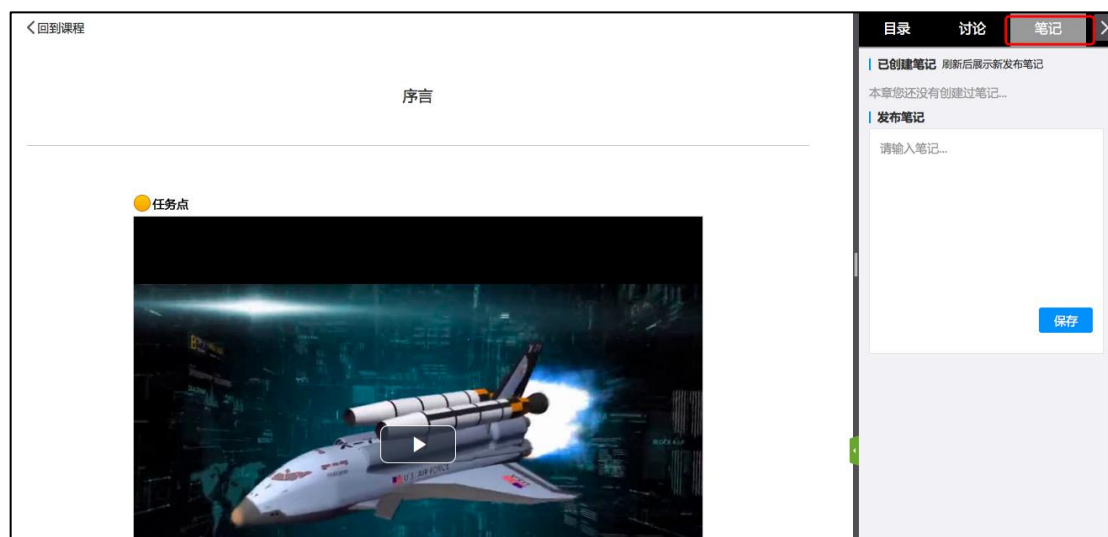 回到课程
目录 讨论 笔记
已创建笔记 刷新后展示新发布笔记
本章您还没有创建过笔记...
序言
发布笔记
请输入笔记...
任务点
保存
U.S. AIR FORCE